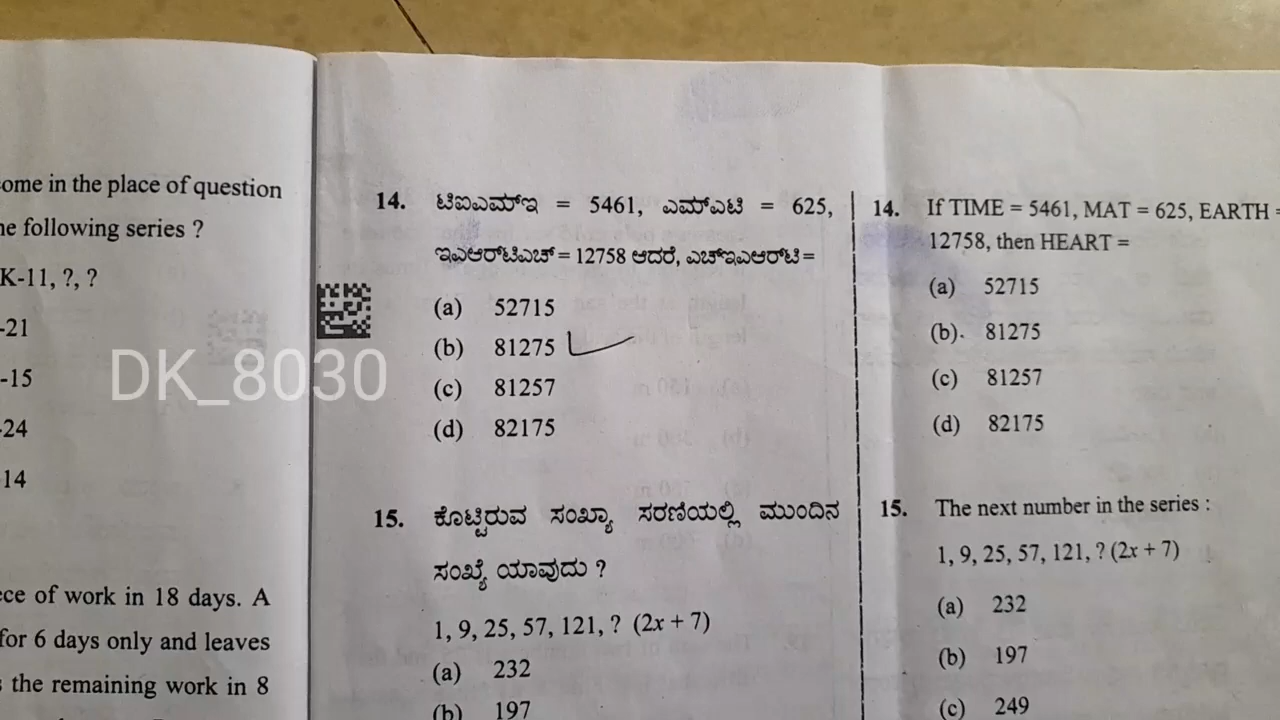 ome in the place of question
e following series ?
K-11, ?, ?
-21
-15
-24
14
ce of work in 18 days. A
for 6 days only and leaves
the remaining work in 8
DK_8030
14. ಟಿಐಎಮ್ಇ = 5461, ಎಮ್ಎಟಿ = 625,
ಇಎಆರ್‌ಟಿಎಚ್ = 12758 ಆದರೆ, ಎಚ್ಇಎಆರ್‌ಟಿ =
(a) 52715
(b) 81275
(c) 81257
(d) 82175
15. ಕೊಟ್ಟಿರುವ ಸಂಖ್ಯಾ ಸರಣಿಯಲ್ಲಿ ಮುಂದಿನ
ಸಂಖ್ಯೆ ಯಾವುದು ?
1, 9, 25, 57, 121, ? (2x + 7)
(a) 232
(b) 197
14. If TIME = 5461, MAT = 625, EARTH =
12758, then HEART =
(a) 52715
(b). 81275
(c) 81257
(d) 82175
15. The next number in the series :
1, 9, 25, 57, 121, ? (2x + 7)
(a) 232
(b) 197
(c) 249